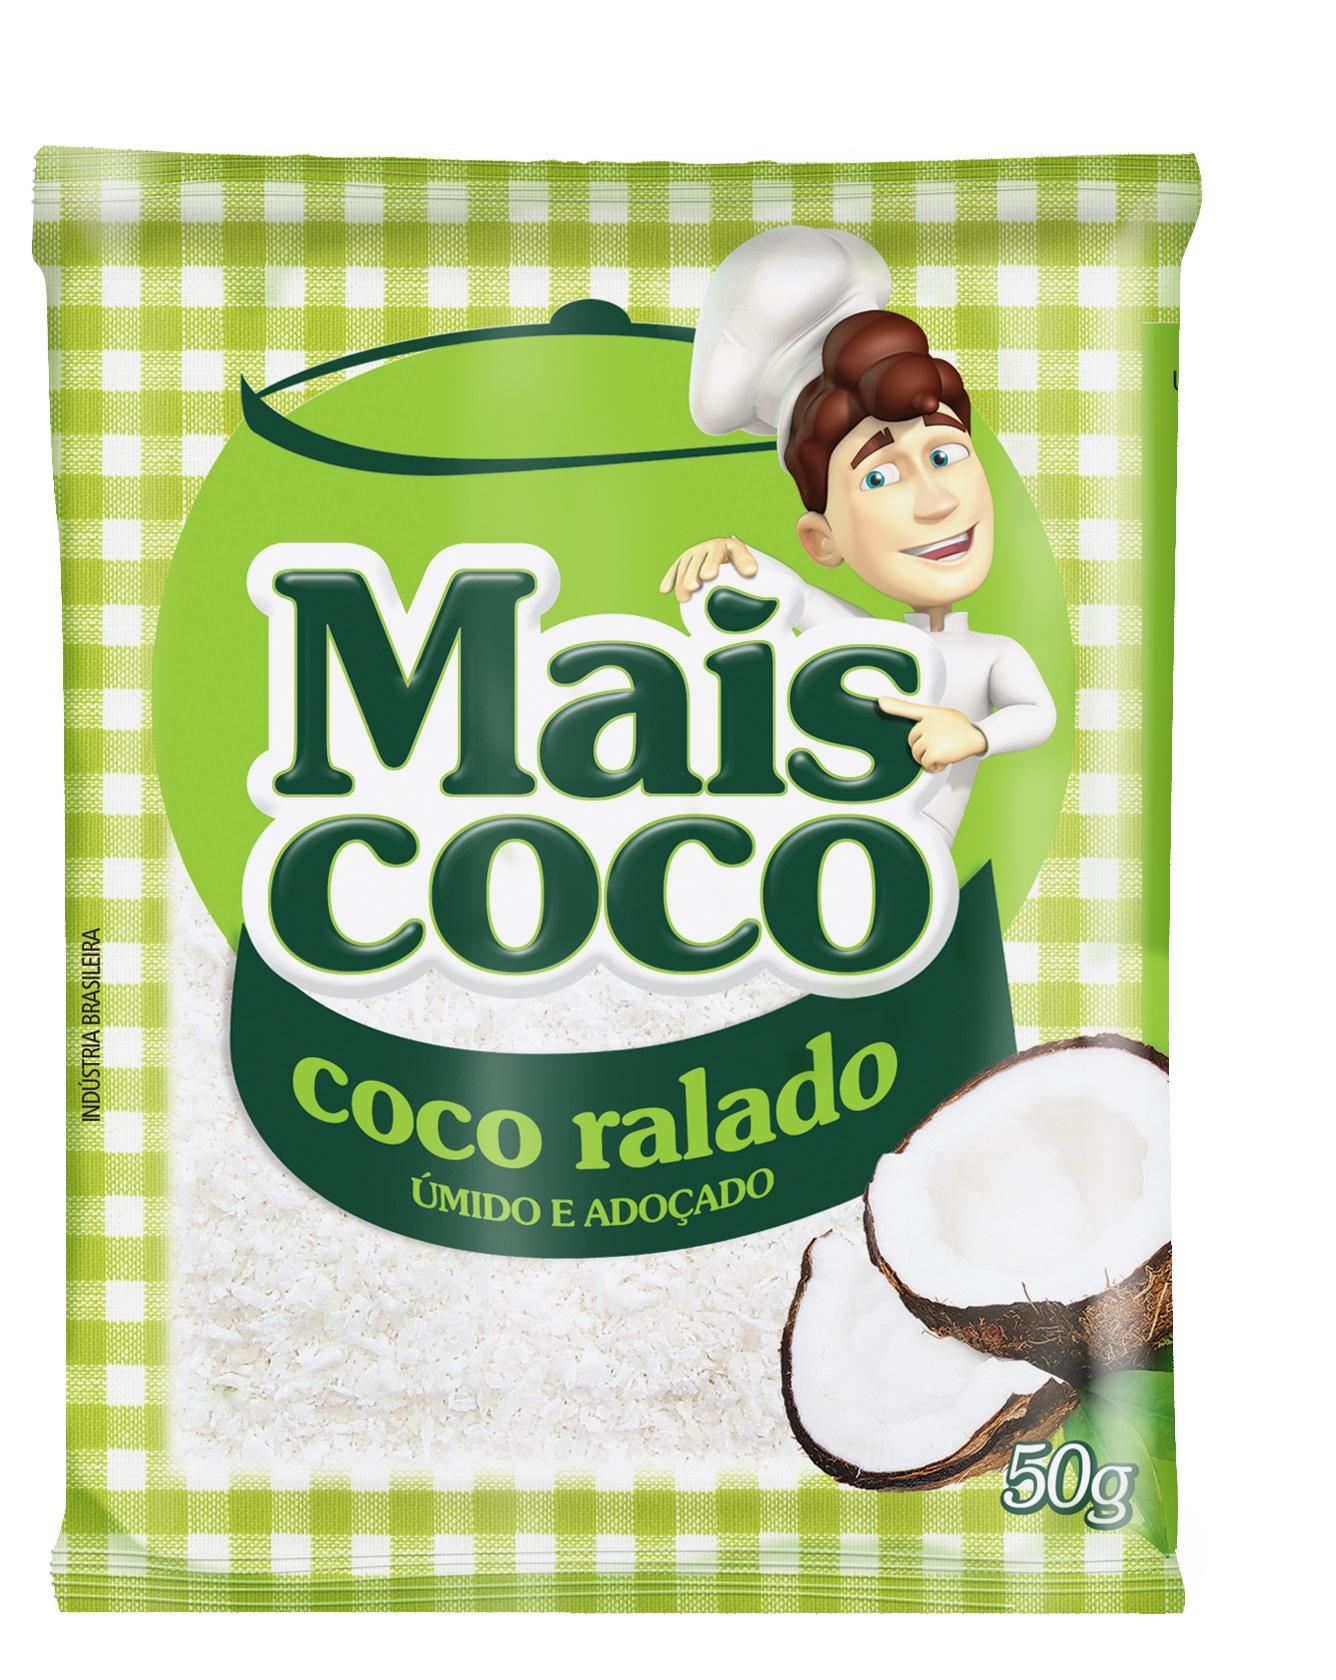 Mais
coco
coco ralado
ÚMIDO E ADOÇADO
INDÚSTRIA BRASILEIRA
50g